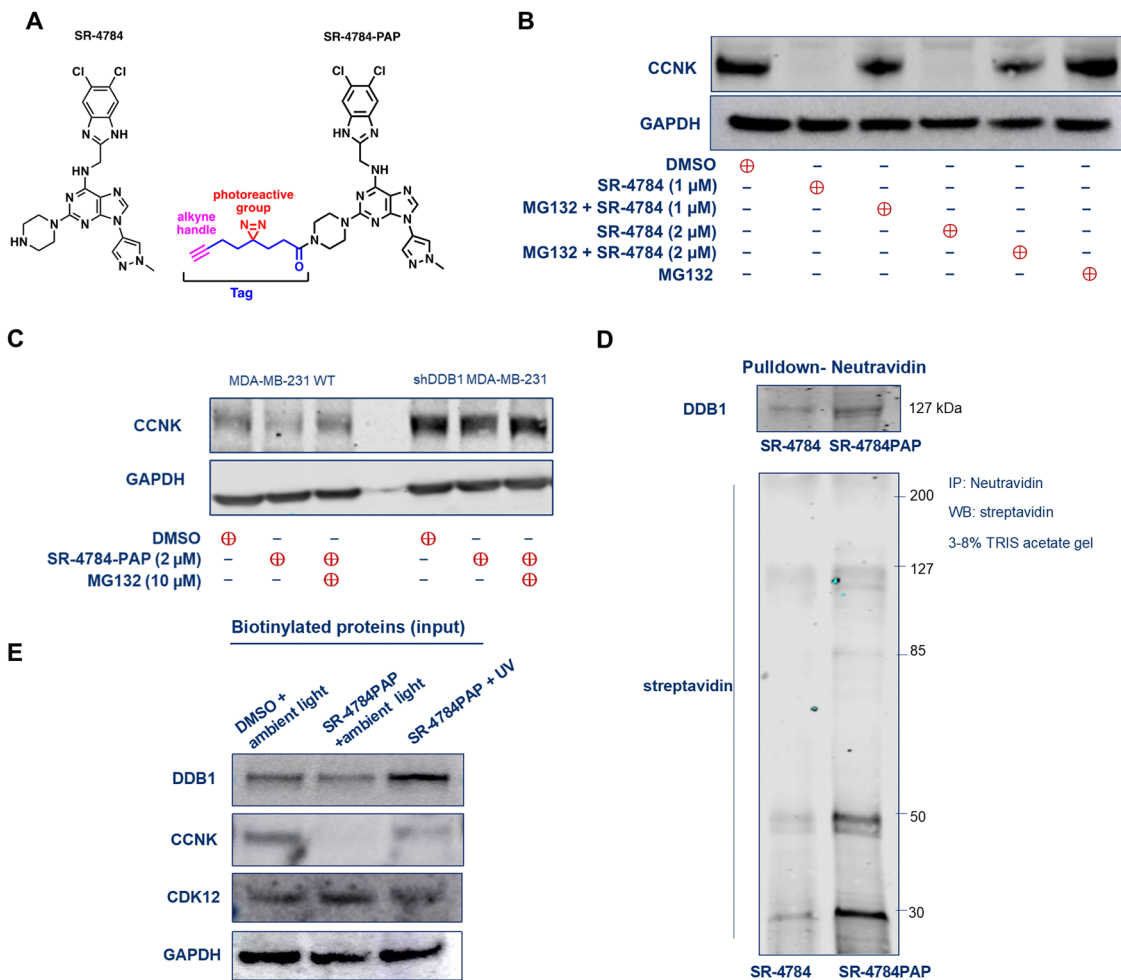 A
SR-4784
SR-4784-PAP
Cl Cl
Cl Cl
N NH
HN N
HN
HN
N N
N N
N N
N N
N
N
HN
N
N N
N N
photoreactive
group
alkyne
handle
N=N
O
Tag
B
CCNK
GAPDH
DMSO – – – – –
SR-4784 (1 µM) – – – – –
MG132 + SR-4784 (1 µM) – – – – –
SR-4784 (2 µM) – – – – –
MG132 + SR-4784 (2 µM) – – – – –
MG132 – – – – –
C
MDA-MB-231 WT shDDB1 MDA-MB-231
CCNK
GAPDH
DMSO – – – –
SR-4784-PAP (2 µM) – –
MG132 (10 µM) – – – –
D
Pulldown- Neutravidin
DDB1
127 kDa
SR-4784 SR-4784PAP
IP: Neutravidin
WB: streptavidin
3-8% TRIS acetate gel
200
127
85
50
30
streptavidin
SR-4784 SR-4784PAP
E
Biotinylated proteins (input)
DMSO +
ambient light
SR-4784PAP
+ambient light
SR-4784PAP + UV
DDB1
CCNK
CDK12
GAPDH